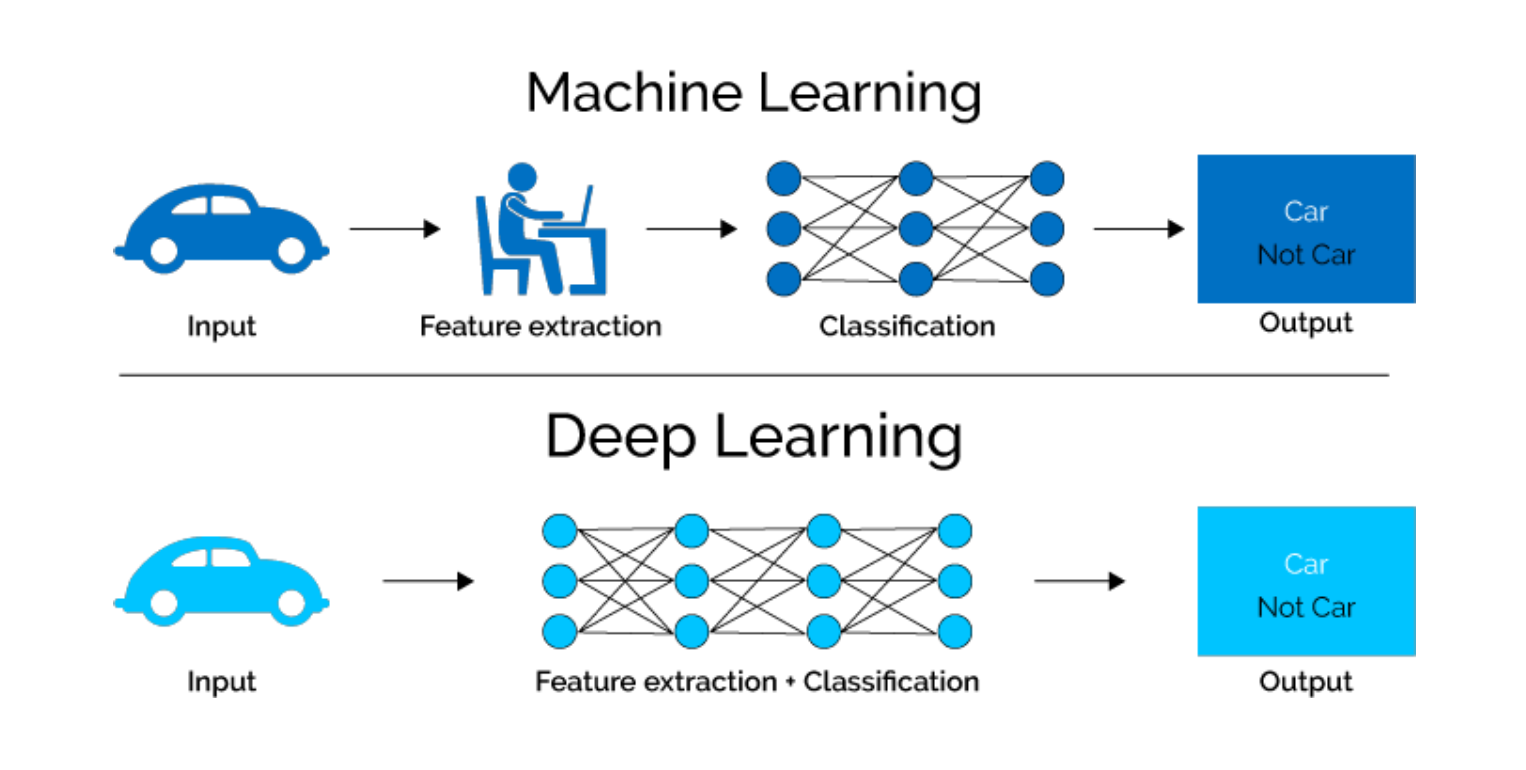 Machine Learning
Input
Feature extraction
Classification
Car
Not Car
Output
Deep Learning
Input
Feature extraction + Classification
Car
Not Car
Output